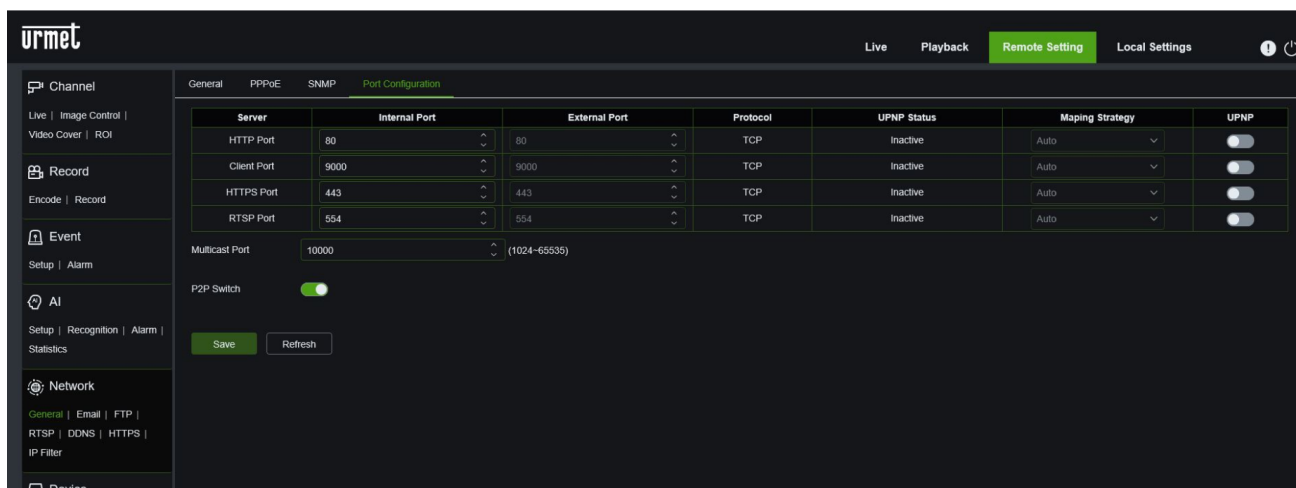 urmet
Live Playback Remote Setting Local Settings
Channel
Live | Image Control |
Video Cover | ROI
Record
Encode | Record
Event
Setup | Alarm
AI
Setup | Recognition | Alarm |
Statistics
Network
General | Email | FTP |
RTSP | DDNS | HTTPS |
IP Filter
Device
General PPPoE SNMP Port Configuration
Server Internal Port External Port Protocol UPNP Status Maping Strategy UPNP
HTTP Port 80 80 TCP Inactive Auto
Client Port 9000 9000 TCP Inactive Auto
HTTPS Port 443 443 TCP Inactive Auto
RTSP Port 554 554 TCP Inactive Auto
Multicast Port 10000 (1024~65535)
P2P Switch
Save Refresh